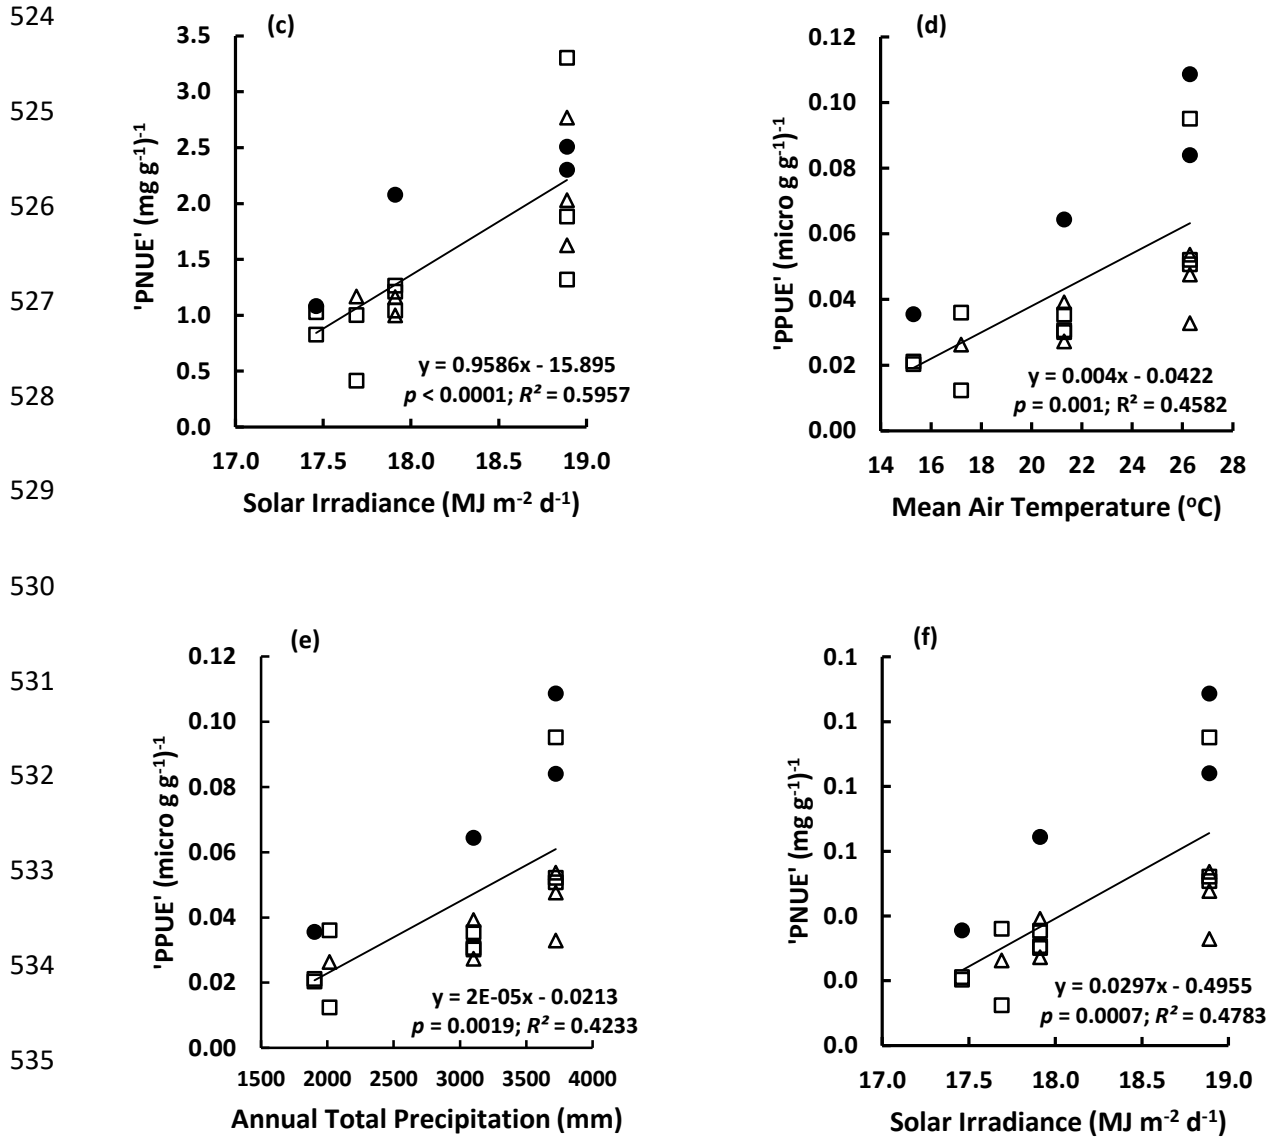 524
525
526
527
528
529
530
531
532
533
534
535
(c)
3.5
3.0
2.5
2.0
1.5
1.0
0.5
0.0
'PNUE' (mg g-1)-1
y = 0.9586x - 15.895
p < 0.0001; R² = 0.5957
17.0 17.5 18.0 18.5 19.0
Solar Irradiance (MJ m-2 d-1)
(d)
0.12
0.10
0.08
0.06
0.04
0.02
0.00
'PPUE' (micro g g-1)-1
y = 0.004x - 0.0422
p = 0.001; R² = 0.4582
14 16 18 20 22 24 26 28
Mean Air Temperature (oC)
(e)
0.12
0.10
0.08
0.06
0.04
0.02
0.00
'PPUE' (micro g g-1)-1
y = 2E-05x - 0.0213
p = 0.0019; R² = 0.4233
1500 2000 2500 3000 3500 4000
Annual Total Precipitation (mm)
(f)
0.1
0.1
0.1
0.1
0.0
0.0
0.0
'PNUE' (mg g-1)-1
y = 0.0297x - 0.4955
p = 0.0007; R² = 0.4783
17.0 17.5 18.0 18.5 19.0
Solar Irradiance (MJ m-2 d-1)